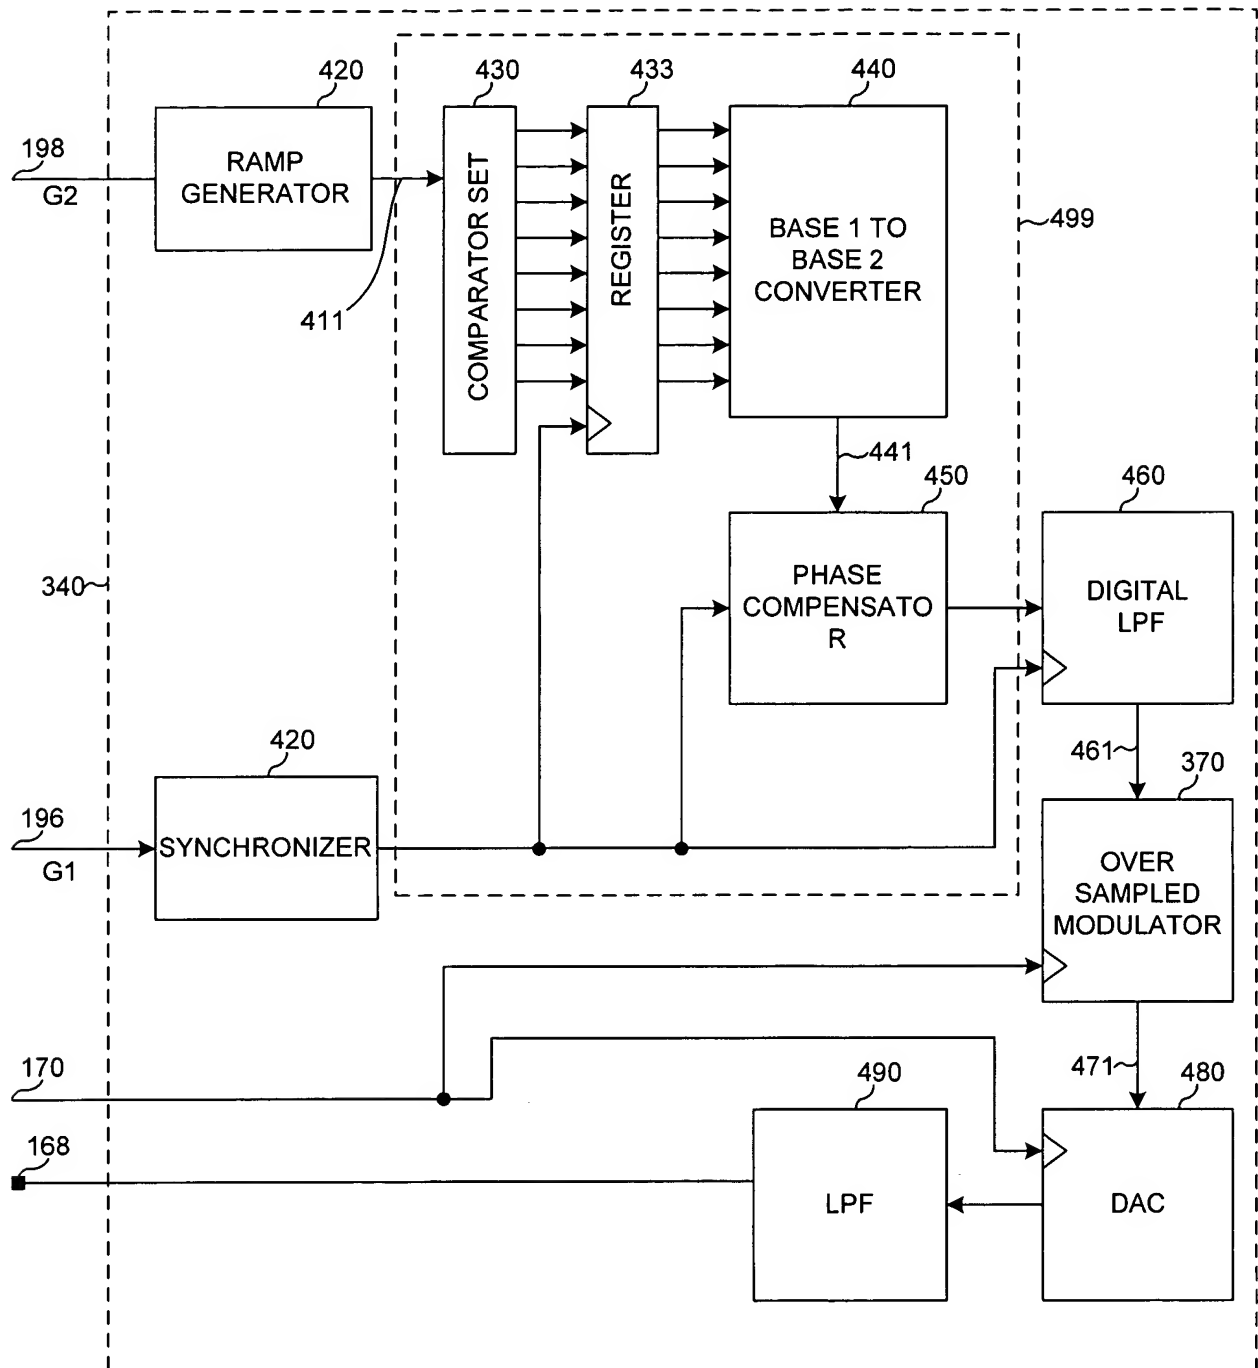 420
430
433
440
198
G2
RAMP
GENERATOR
411
COMPARATOR SET
REGISTER
BASE 1 TO
BASE 2
CONVERTER
499
441
450
460
340
PHASE
COMPENSATO
R
DIGITAL
LPF
420
461
370
196
G1
SYNCHRONIZER
OVER
SAMPLED
MODULATOR
170
490
471
480
168
LPF
DAC